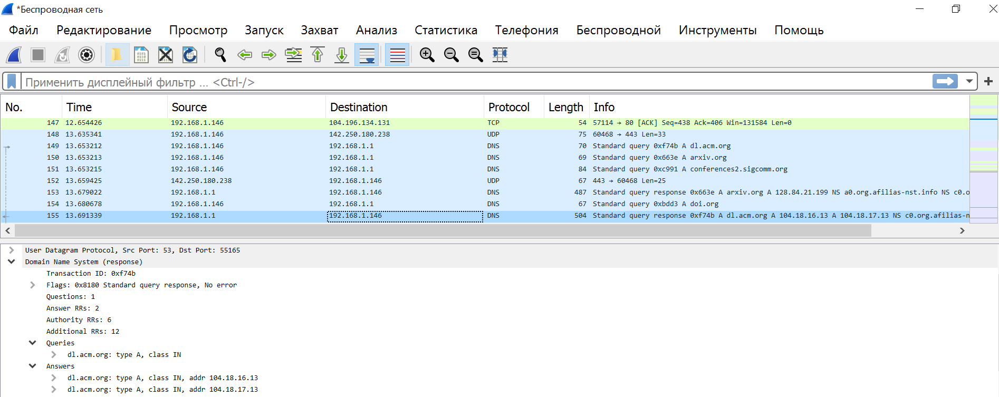 *Беспроводная сеть
Файл Редактирование Просмотр Запуск Захват Анализ Статистика Телефония Беспроводной Инструменты Помощь
Применить дисплейный фильтр ... <Ctrl-/>
No. Time Source Destination Protocol Length Info
147 12.654426 192.168.1.146 104.196.134.131 TCP 54 57114 → 80 [ACK] Seq=438 Ack=406 Win=131584 Len=0
148 13.635341 192.168.1.146 142.250.180.238 UDP 75 60468 → 443 Len=33
149 13.653212 192.168.1.146 192.168.1.1 DNS 70 Standard query 0xf74b A dl.acm.org
150 13.653213 192.168.1.146 192.168.1.1 DNS 69 Standard query 0x663e A arxiv.org
151 13.653215 192.168.1.146 192.168.1.1 DNS 84 Standard query 0xc991 A conferences2.sigcomm.org
152 13.659425 142.250.180.238 192.168.1.146 UDP 67 443 → 60468 Len=25
153 13.679022 192.168.1.1 192.168.1.146 DNS 487 Standard query response 0x663e A arxiv.org A 128.84.21.199 NS a0.org.afilias-nst.info NS c0.o
154 13.680678 192.168.1.146 192.168.1.1 DNS 67 Standard query 0xbdd3 A doi.org
155 13.691339 192.168.1.1 192.168.1.146 DNS 504 Standard query response 0xf74b A dl.acm.org A 104.18.16.13 A 104.18.17.13 NS c0.org.afilias-n
User Datagram Protocol, Src Port: 53, Dst Port: 55165
Domain Name System (response)
Transaction ID: 0xf74b
Flags: 0x8180 Standard query response, No error
Questions: 1
Answer RRs: 2
Authority RRs: 6
Additional RRs: 12
Queries
dl.acm.org: type A, class IN
Answers
dl.acm.org: type A, class IN, addr 104.18.16.13
dl.acm.org: type A, class IN, addr 104.18.17.13